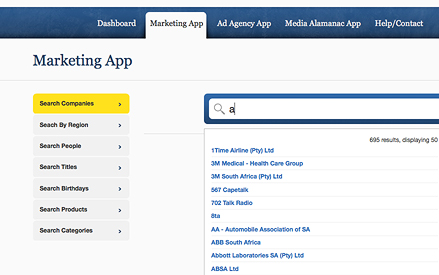 Dashboard Marketing App Ad Agency App Media Alamanac App Help/Contact
Marketing App
Search Companies
Seach By Region
Search People
Search Titles
Search Birthdays
Search Products
Search Categories
a
695 results, displaying 50
1Time Airline (Pty) Ltd
3M Medical - Health Care Group
3M South Africa (Pty) Ltd
567 Capetalk
702 Talk Radio
8ta
AA - Automobile Association of SA
ABB South Africa
Abbott Laboratories SA (Pty) Ltd
ABSA Ltd